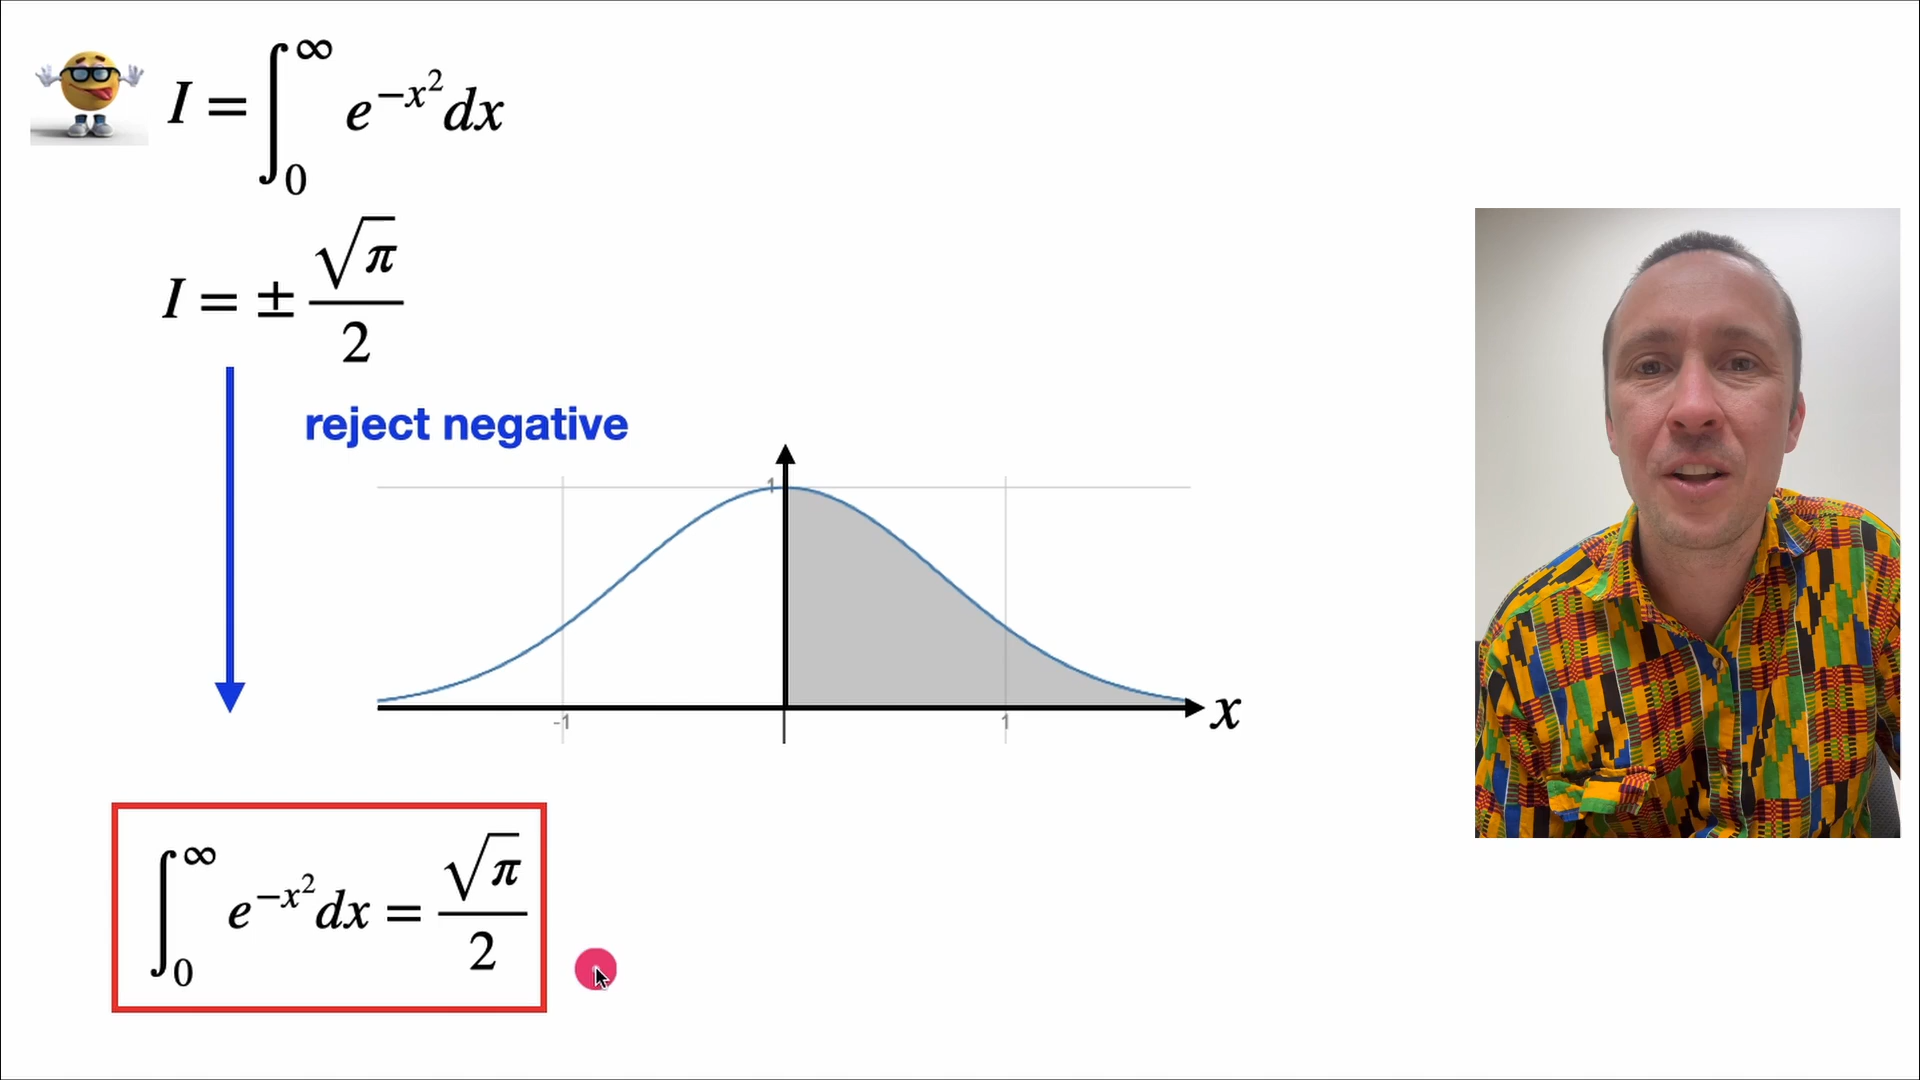 I = ∫₀^∞ e^{-x²} dx
I = ± √π / 2
reject negative
1
-1 1
x
∫₀^∞ e^{-x²} dx = √π / 2